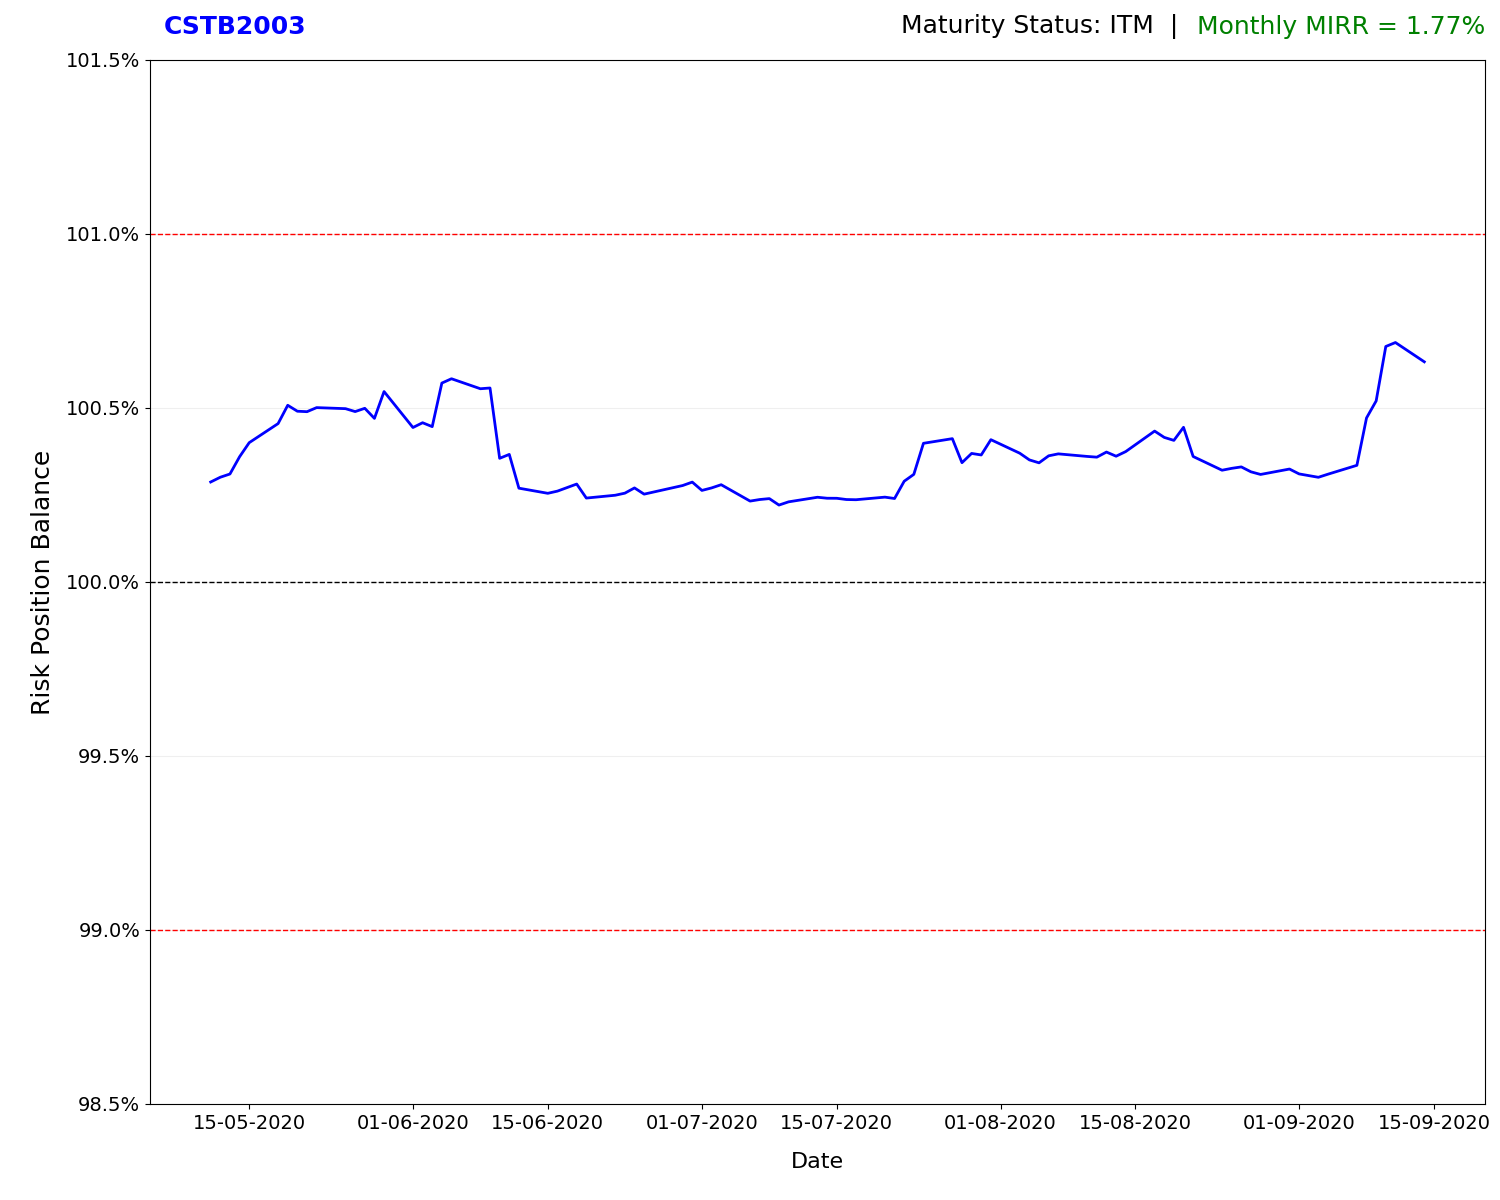 CSTB2003
Maturity Status: ITM | Monthly MIRR = 1.77%
101.5%
101.0%
100.5%
100.0%
99.5%
99.0%
98.5%
Risk Position Balance
15-05-2020 01-06-2020 15-06-2020 01-07-2020 15-07-2020 01-08-2020 15-08-2020 01-09-2020 15-09-2020
Date